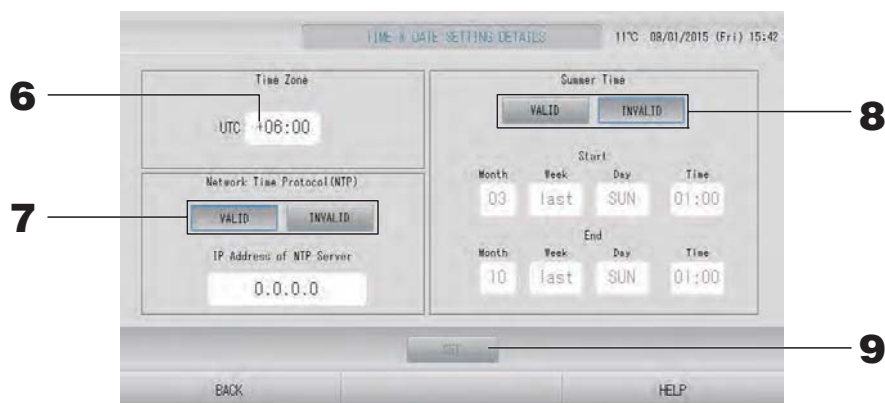 TIME & DATE SETTING DETAILS
11°C 08/01/2015 (Fri) 15:42
6
Time Zone
UTC +06:00
7
Network Time Protocol(NTP)
VALID INVALID
IP Address of NTP Server
0.0.0.0
Summer Time
8
VALID INVALID
Start
Month Week Day Time
03 last SUN 01:00
End
Month Week Day Time
10 last SUN 01:00
SET
9
BACK HELP